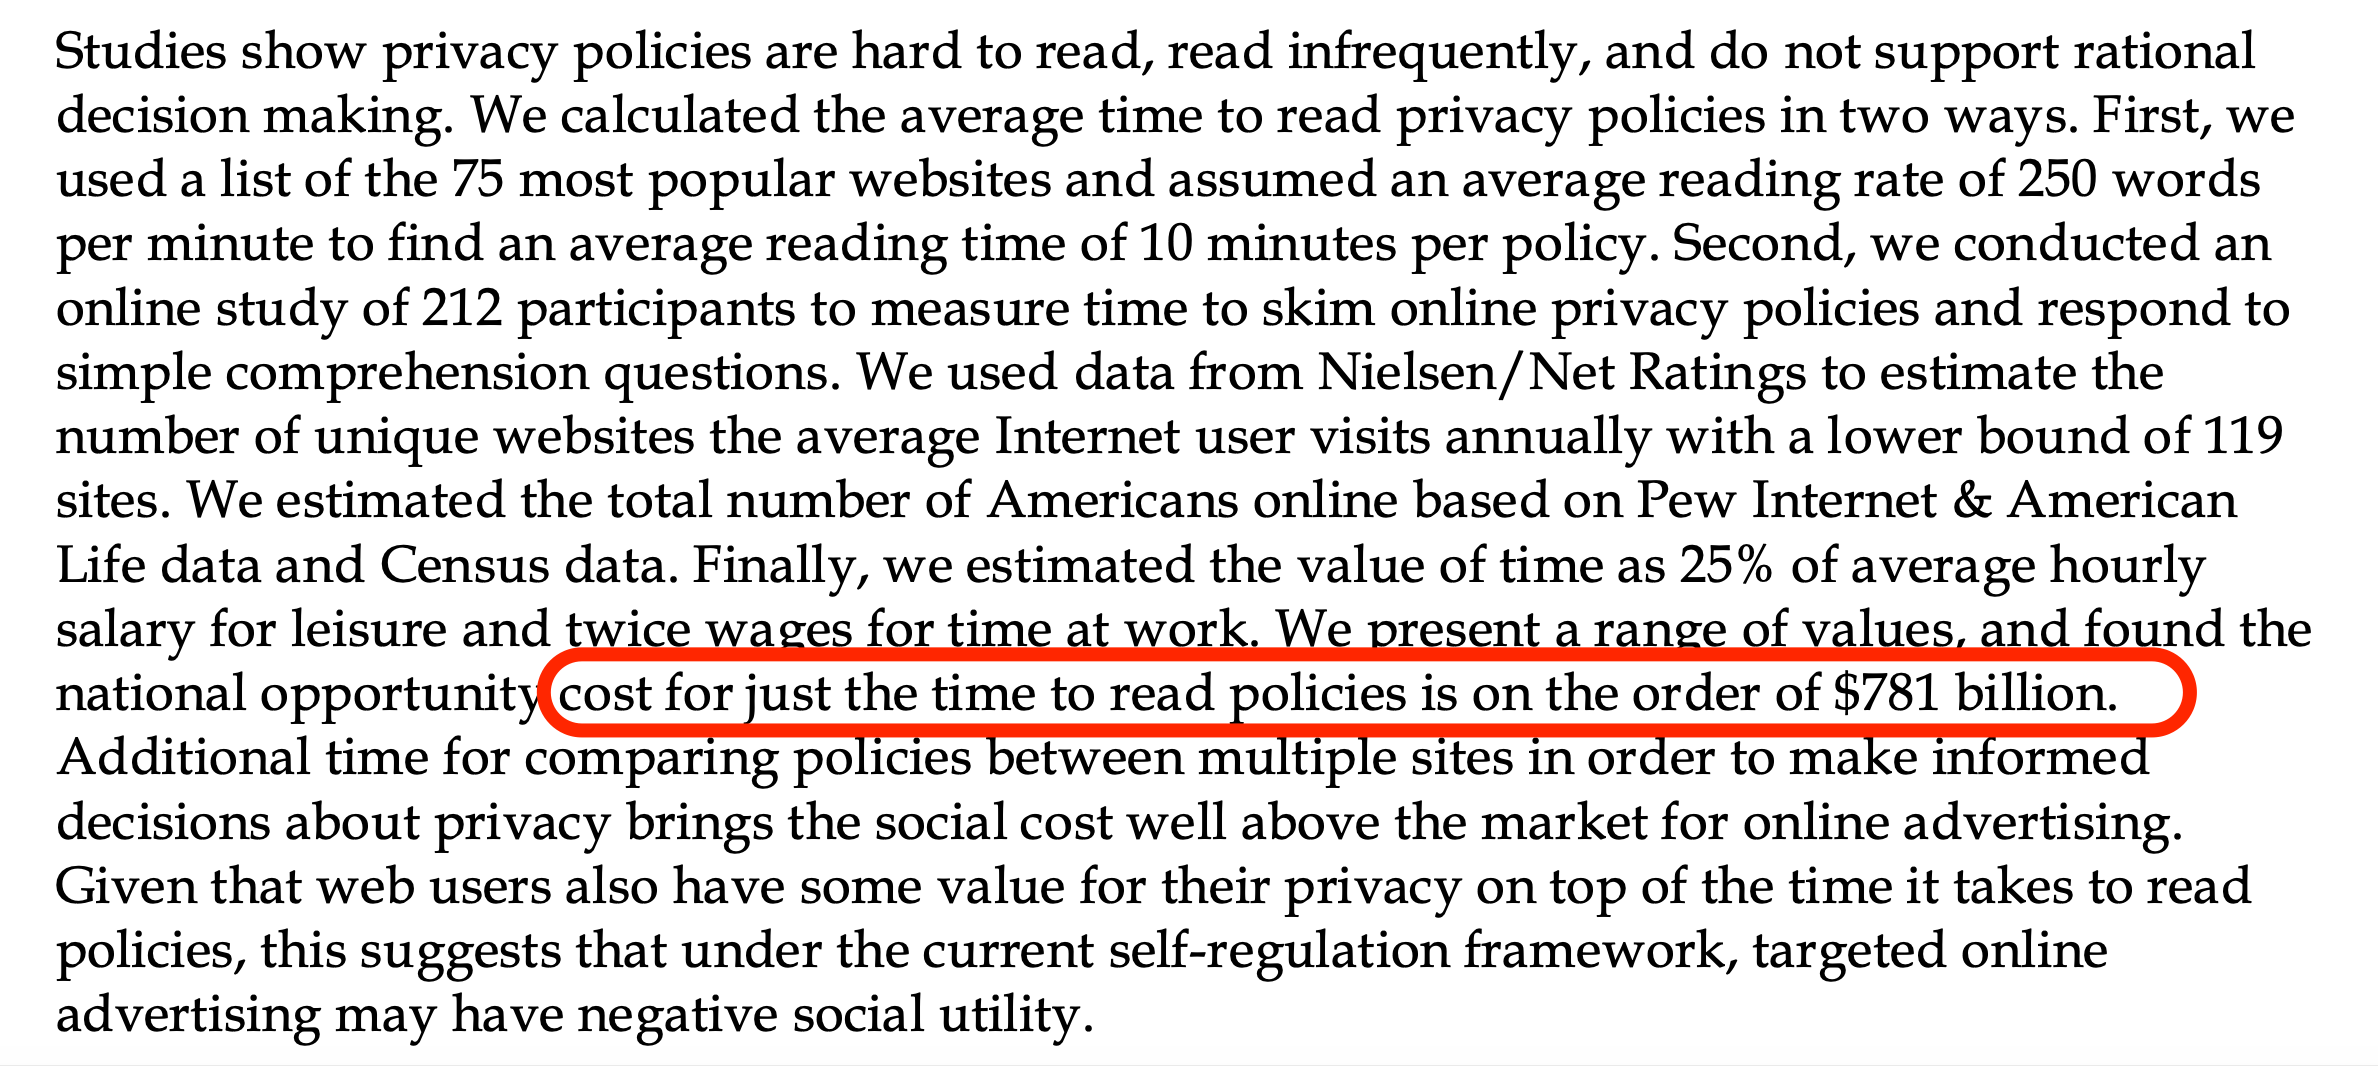 Studies show privacy policies are hard to read, read infrequently, and do not support rational
decision making. We calculated the average time to read privacy policies in two ways. First, we
used a list of the 75 most popular websites and assumed an average reading rate of 250 words
per minute to find an average reading time of 10 minutes per policy. Second, we conducted an
online study of 212 participants to measure time to skim online privacy policies and respond to
simple comprehension questions. We used data from Nielsen/Net Ratings to estimate the
number of unique websites the average Internet user visits annually with a lower bound of 119
sites. We estimated the total number of Americans online based on Pew Internet & American
Life data and Census data. Finally, we estimated the value of time as 25% of average hourly
salary for leisure and twice wages for time at work. We present a range of values, and found the
national opportunity cost for just the time to read policies is on the order of $781 billion.
Additional time for comparing policies between multiple sites in order to make informed
decisions about privacy brings the social cost well above the market for online advertising.
Given that web users also have some value for their privacy on top of the time it takes to read
policies, this suggests that under the current self-regulation framework, targeted online
advertising may have negative social utility.